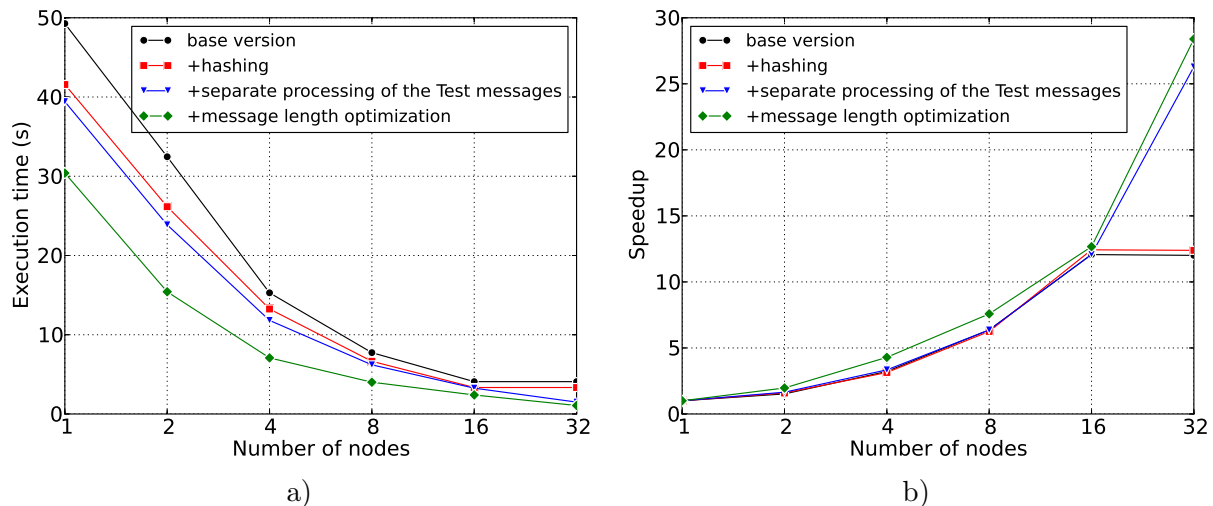 50
40
30
20
10
0
Execution time (s)
base version
+hashing
+separate processing of the Test messages
+message length optimization
1 2 4 8 16 32
Number of nodes
a)
30
25
20
15
10
5
0
Speedup
base version
+hashing
+separate processing of the Test messages
+message length optimization
1 2 4 8 16 32
Number of nodes
b)